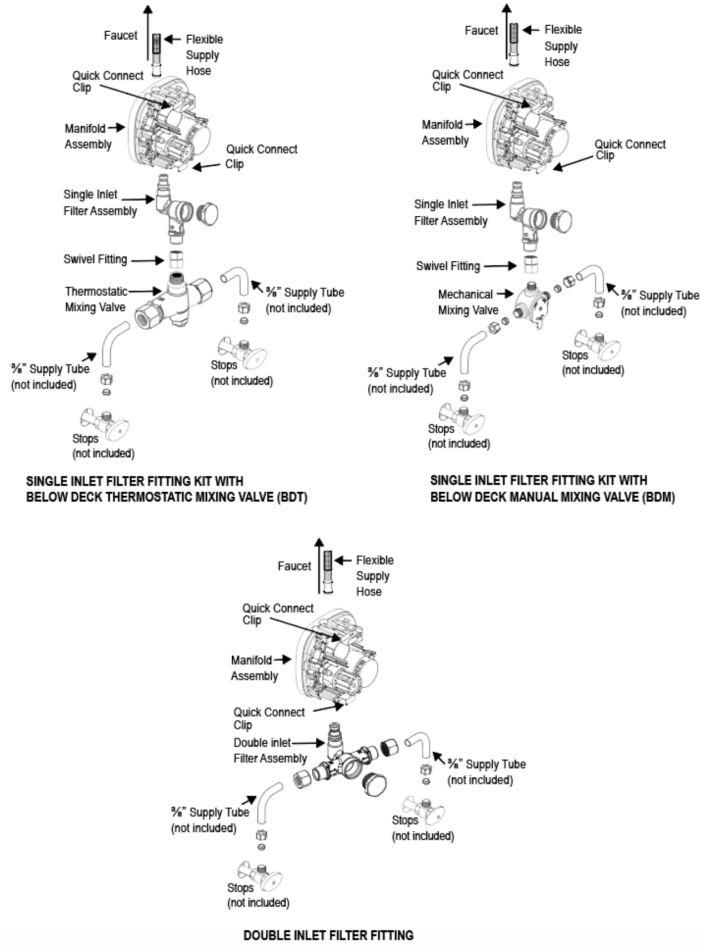 Faucet
Flexible
Supply
Hose
Quick Connect
Clip
Manifold
Assembly
Quick Connect
Clip
Single Inlet
Filter Assembly
Swivel Fitting
Thermostatic
Mixing Valve
⅜” Supply Tube
(not included)
⅜” Supply Tube
(not included)
Stops
(not included)
Stops
(not included)
SINGLE INLET FILTER FITTING KIT WITH
BELOW DECK THERMOSTATIC MIXING VALVE (BDT)
Faucet
Flexible
Supply
Hose
Quick Connect
Clip
Manifold
Assembly
Quick Connect
Clip
Single Inlet
Filter Assembly
Swivel Fitting
Mechanical
Mixing Valve
⅜” Supply Tube
(not included)
Stops
(not included)
⅜” Supply Tube
(not included)
Stops
(not included)
SINGLE INLET FILTER FITTING KIT WITH
BELOW DECK MANUAL MIXING VALVE (BDM)
Faucet
Flexible
Supply
Hose
Quick Connect
Clip
Manifold
Assembly
Quick Connect
Clip
Double inlet
Filter Assembly
⅜” Supply Tube
(not included)
⅜” Supply Tube
(not included)
Stops
(not included)
Stops
(not included)
DOUBLE INLET FILTER FITTING